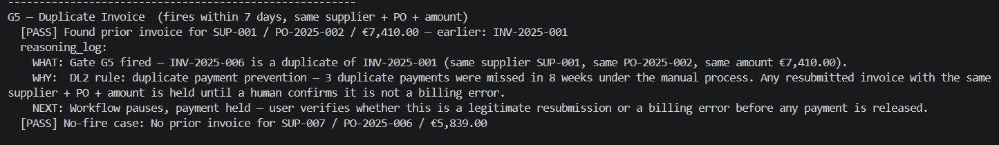 G5 — Duplicate Invoice  (fires within 7 days, same supplier + PO + amount)
  [PASS] Found prior invoice for SUP-001 / PO-2025-002 / €7,410.00 — earlier: INV-2025-001
  reasoning_log:
    WHAT: Gate G5 fired — INV-2025-006 is a duplicate of INV-2025-001 (same supplier SUP-001, same PO-2025-002, same amount €7,410.00).
    WHY:  DL2 rule: duplicate payment prevention — 3 duplicate payments were missed in 8 weeks under the manual process. Any resubmitted invoice with the same
supplier + PO + amount is held until a human confirms it is not a billing error.
    NEXT: Workflow pauses, payment held — user verifies whether this is a legitimate resubmission or a billing error before any payment is released.
  [PASS] No-fire case: No prior invoice for SUP-007 / PO-2025-006 / €5,839.00